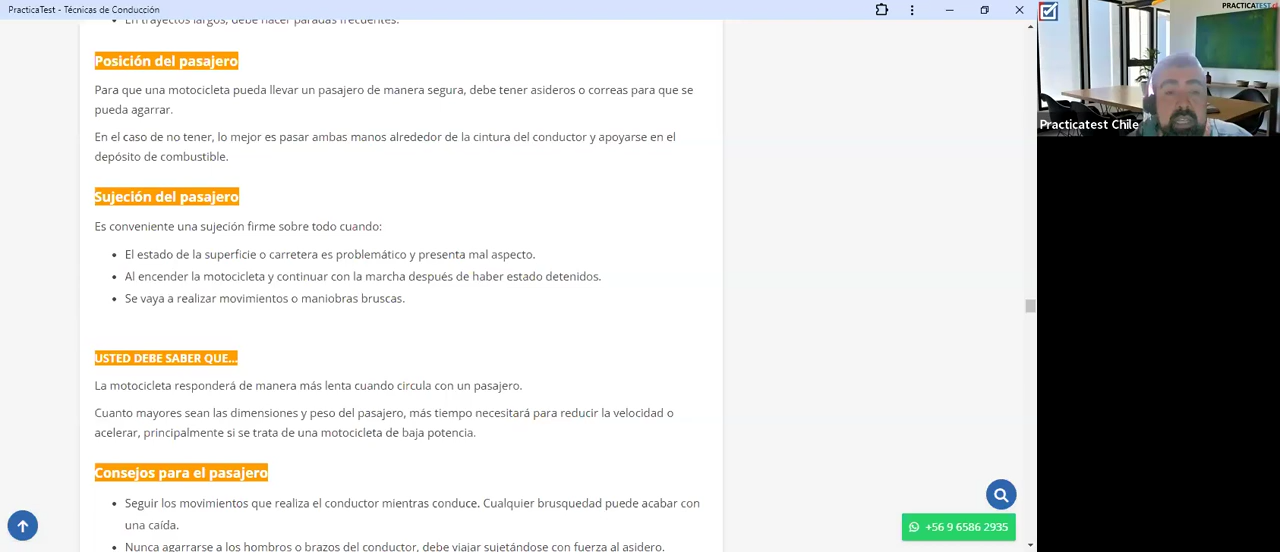 PracticaTest - Técnicas de Conducción
PRACTICATEST.cl
• En trayectos largos, debe hacer paradas frecuentes.
Posición del pasajero
Para que una motocicleta pueda llevar un pasajero de manera segura, debe tener asideros o correas para que se
pueda agarrar.
En el caso de no tener, lo mejor es pasar ambas manos alrededor de la cintura del conductor y apoyarse en el
depósito de combustible.
Practicatest Chile
Sujeción del pasajero
Es conveniente una sujeción firme sobre todo cuando:
• El estado de la superficie o carretera es problemático y presenta mal aspecto.
• Al encender la motocicleta y continuar con la marcha después de haber estado detenidos.
• Se vaya a realizar movimientos o maniobras bruscas.
USTED DEBE SABER QUE...
La motocicleta responderá de manera más lenta cuando circula con un pasajero.
Cuanto mayores sean las dimensiones y peso del pasajero, más tiempo necesitará para reducir la velocidad o
acelerar, principalmente si se trata de una motocicleta de baja potencia.
Consejos para el pasajero
• Seguir los movimientos que realiza el conductor mientras conduce. Cualquier brusquedad puede acabar con
una caída.
• Nunca agarrarse a los hombros o brazos del conductor, debe viajar sujetándose con fuerza al asidero.
+56 9 6586 2935